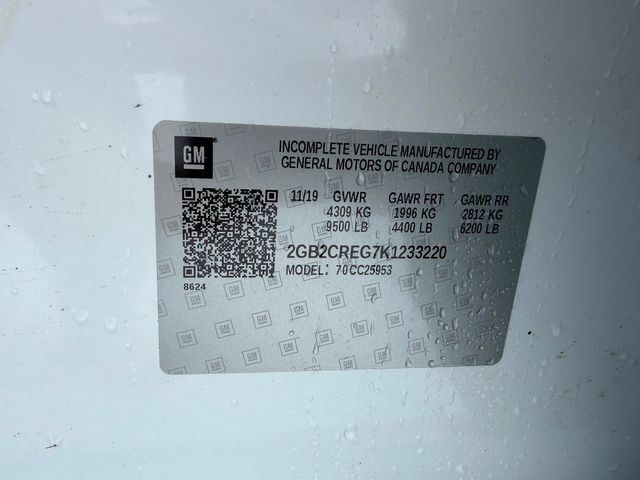 GM
INCOMPLETE VEHICLE MANUFACTURED BY
GENERAL MOTORS OF CANADA COMPANY
11/19 GVWR GAWR FRT GAWR RR
4309 KG 1996 KG 2812 KG
9500 LB 4400 LB 6200 LB
2GB2CREG7K1233220
MODEL: 70CC25953
8624